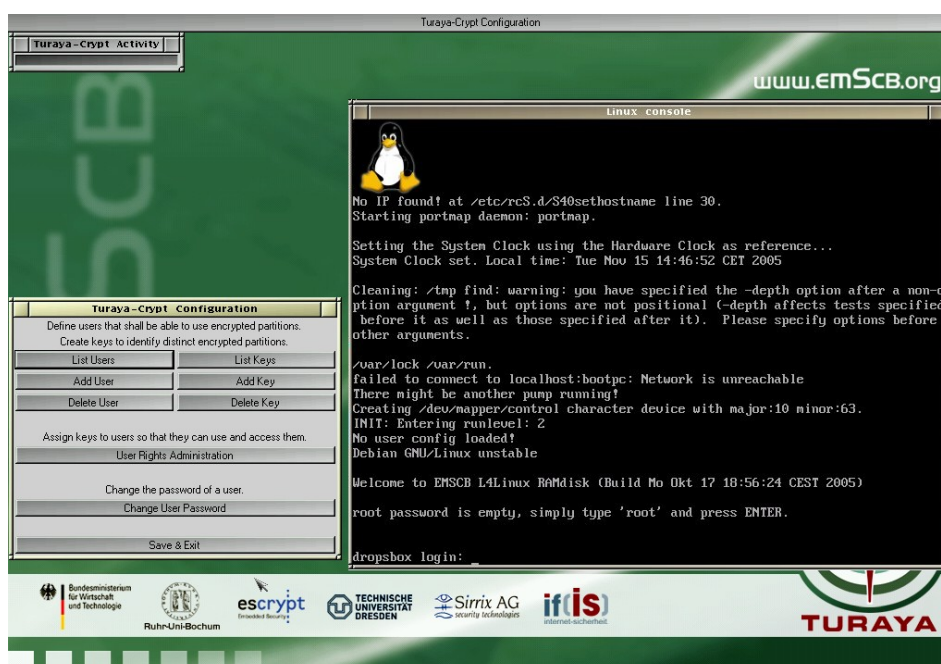 Turaya-Crypt Configuration
Turaya-Crypt Activity
www.emScB.org
Scb
Linux console
No IP found! at /etc/rcS.d/S40sethostname line 30.
Starting portmap daemon: portmap.
Setting the System Clock using the Hardware Clock as reference...
System Clock set. Local time: Tue Nov 15 14:46:52 CET 2005
Cleaning: /tmp find: warning: you have specified the -depth option after a non-o
ption argument !, but options are not positional (-depth affects tests specified
before it as well as those specified after it).  Please specify options before
other arguments.
/var/lock /var/run.
failed to connect to localhost:bootpc: Network is unreachable
There might be another pump running!
Creating /dev/mapper/control character device with major:10 minor:63.
INIT: Entering runlevel: 2
No user config loaded!
Debian GNU/Linux unstable
Welcome to EMSCB L4Linux RAMdisk (Build Mo Okt 17 18:56:24 CEST 2005)
root password is empty, simply type 'root' and press ENTER.
dropsbox login: _
Turaya-Crypt Configuration
Define users that shall be able to use encrypted partitions.
Create keys to identify distinct encrypted partitions.
List Users
List Keys
Add User
Add Key
Delete User
Delete Key
Assign keys to users so that they can use and access them.
User Rights Administration
Change the password of a user.
Change User Password
Save & Exit
Bundesministerium
für Wirtschaft
und Technologie
Ruhr-Uni-Bochum
escrypt
Embedded Security
TECHNISCHE
UNIVERSITÄT
DRESDEN
Sirrix AG
security technologies
if(is)
internet-sicherheit.
TURAYA